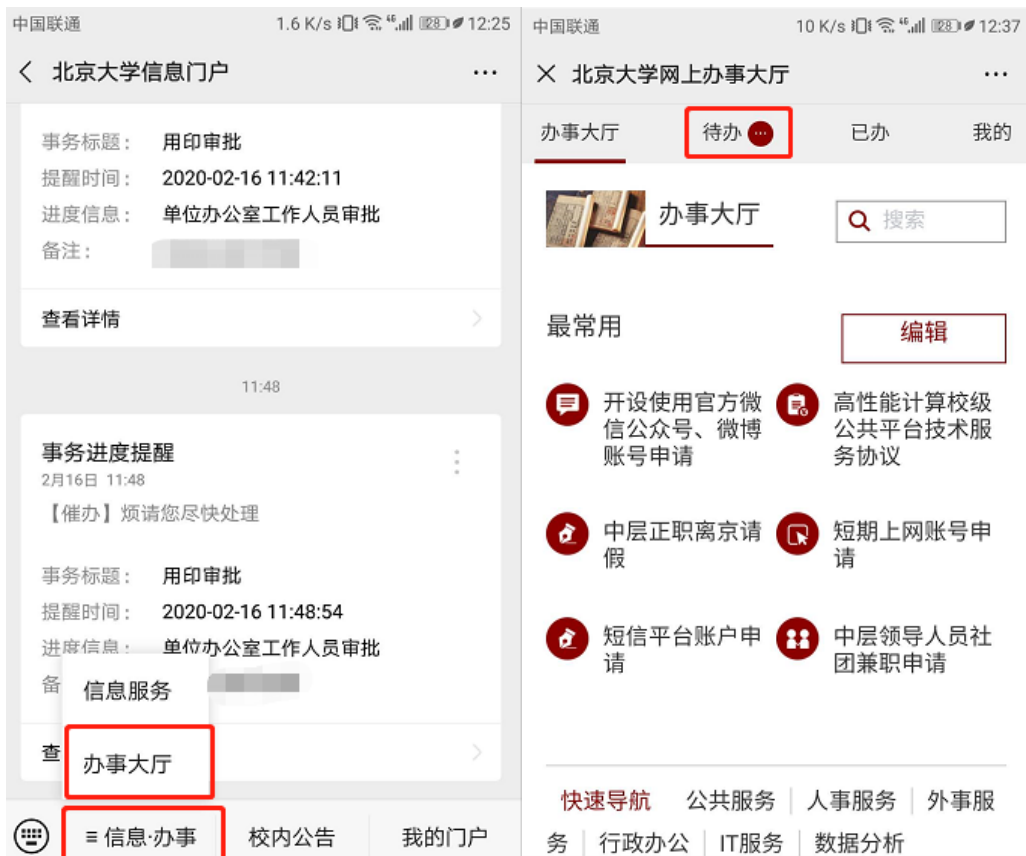 中国联通 1.6 K/s 46 28 12:25
北京大学信息门户
事务标题： 用印审批
提醒时间： 2020-02-16 11:42:11
进度信息： 单位办公室工作人员审批
备注：
查看详情
11:48
事务进度提醒
2月16日 11:48
【催办】烦请您尽快处理
事务标题： 用印审批
提醒时间： 2020-02-16 11:48:54
进度信息： 单位办公室工作人员审批
备
信息服务
查
办事大厅
信息·办事 校内公告 我的门户
中国联通 10 K/s 46 28 12:37
北京大学网上办事大厅
办事大厅 待办 已办 我的
办事大厅 搜索
最常用 编辑
开设使用官方微
信公众号、微博
账号申请
高性能计算校级
公共平台技术服
务协议
中层正职离京请
假
短期上网账号申
请
短信平台账户申
请
中层领导人员社
团兼职申请
快速导航 公共服务 | 人事服务 | 外事服
务 | 行政办公 | IT服务 | 数据分析